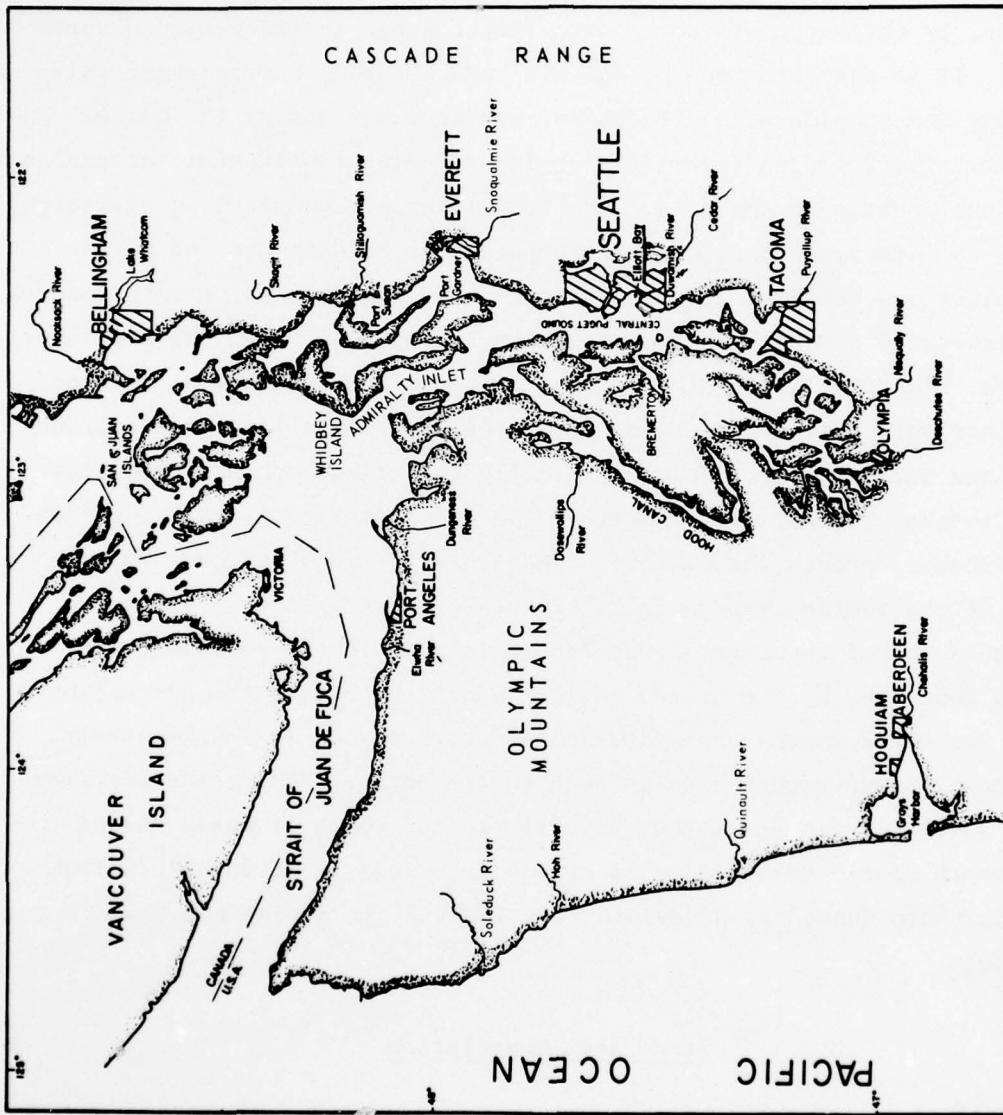 CASCADE RANGE
125°
124°
123°
122°
48°
47°
PACIFIC OCEAN
VANCOUVER
ISLAND
CANADA
U.S.A.
STRAIT OF
JUAN DE FUCA
VICTORIA
SAN JUAN
ISLANDS
Nooksack River
BELLINGHAM
Lake
Whatcom
Skagit River
Stillaguamish River
Port
Susan
Port
Gardner
EVERETT
Snoqualmie River
WHIDBEY
ISLAND
ADMIRALTY INLET
PORT
ANGELES
Elwha
River
Dungeness
River
OLYMPIC
MOUNTAINS
Dosewallips
River
HOOD CANAL
BREMERTON
CENTRAL PUGET SOUND
SEATTLE
Elliott Bay
Duwamish River
Cedar River
TACOMA
Puyallup River
Nisqually River
OLYMPIA
Deschutes River
Soleduck River
Hoh River
Quinault River
HOQUIAM
ABERDEEN
Grays
Harbor
Chehalis River